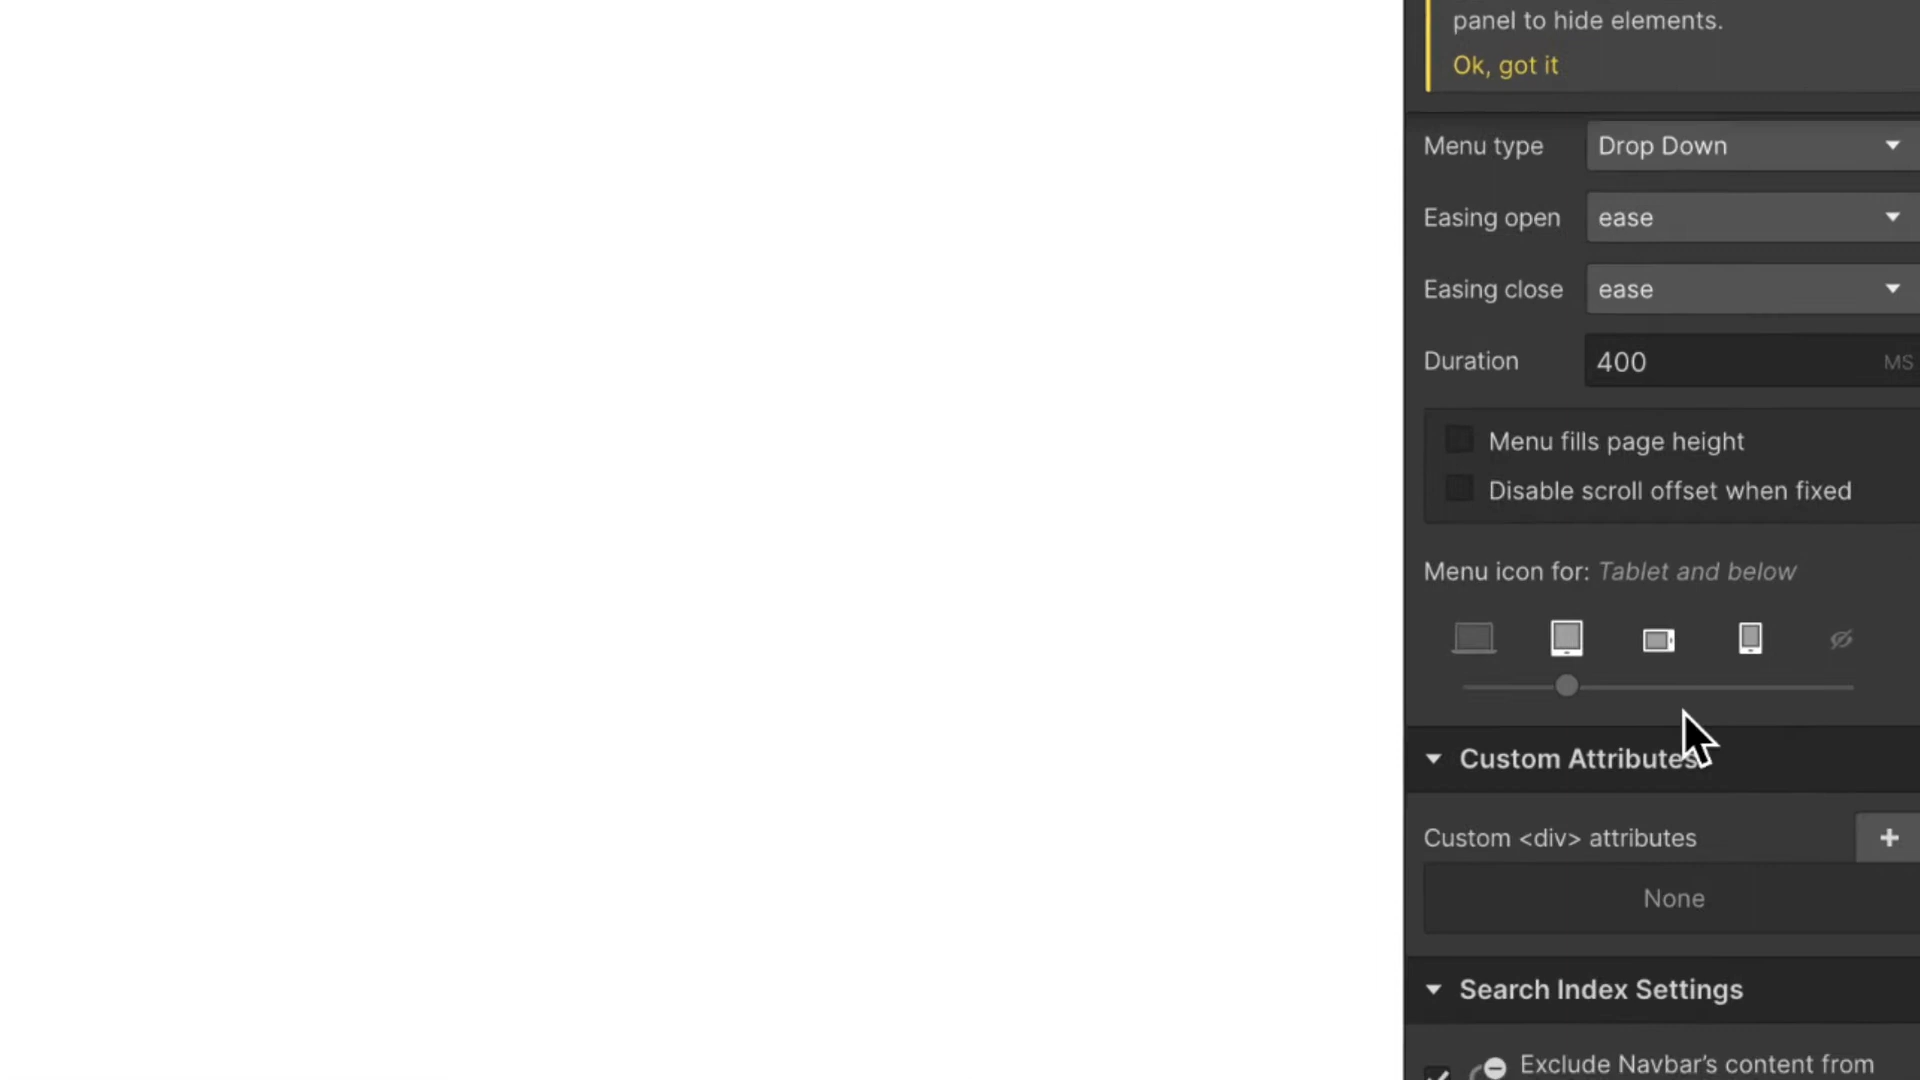 panel to hide elements.
Ok, got it
Menu type Drop Down
Easing open ease
Easing close ease
Duration 400 MS
Menu fills page height
Disable scroll offset when fixed
Menu icon for: Tablet and below
Custom Attributes
Custom <div> attributes +
None
Search Index Settings
Exclude Navbar’s content from